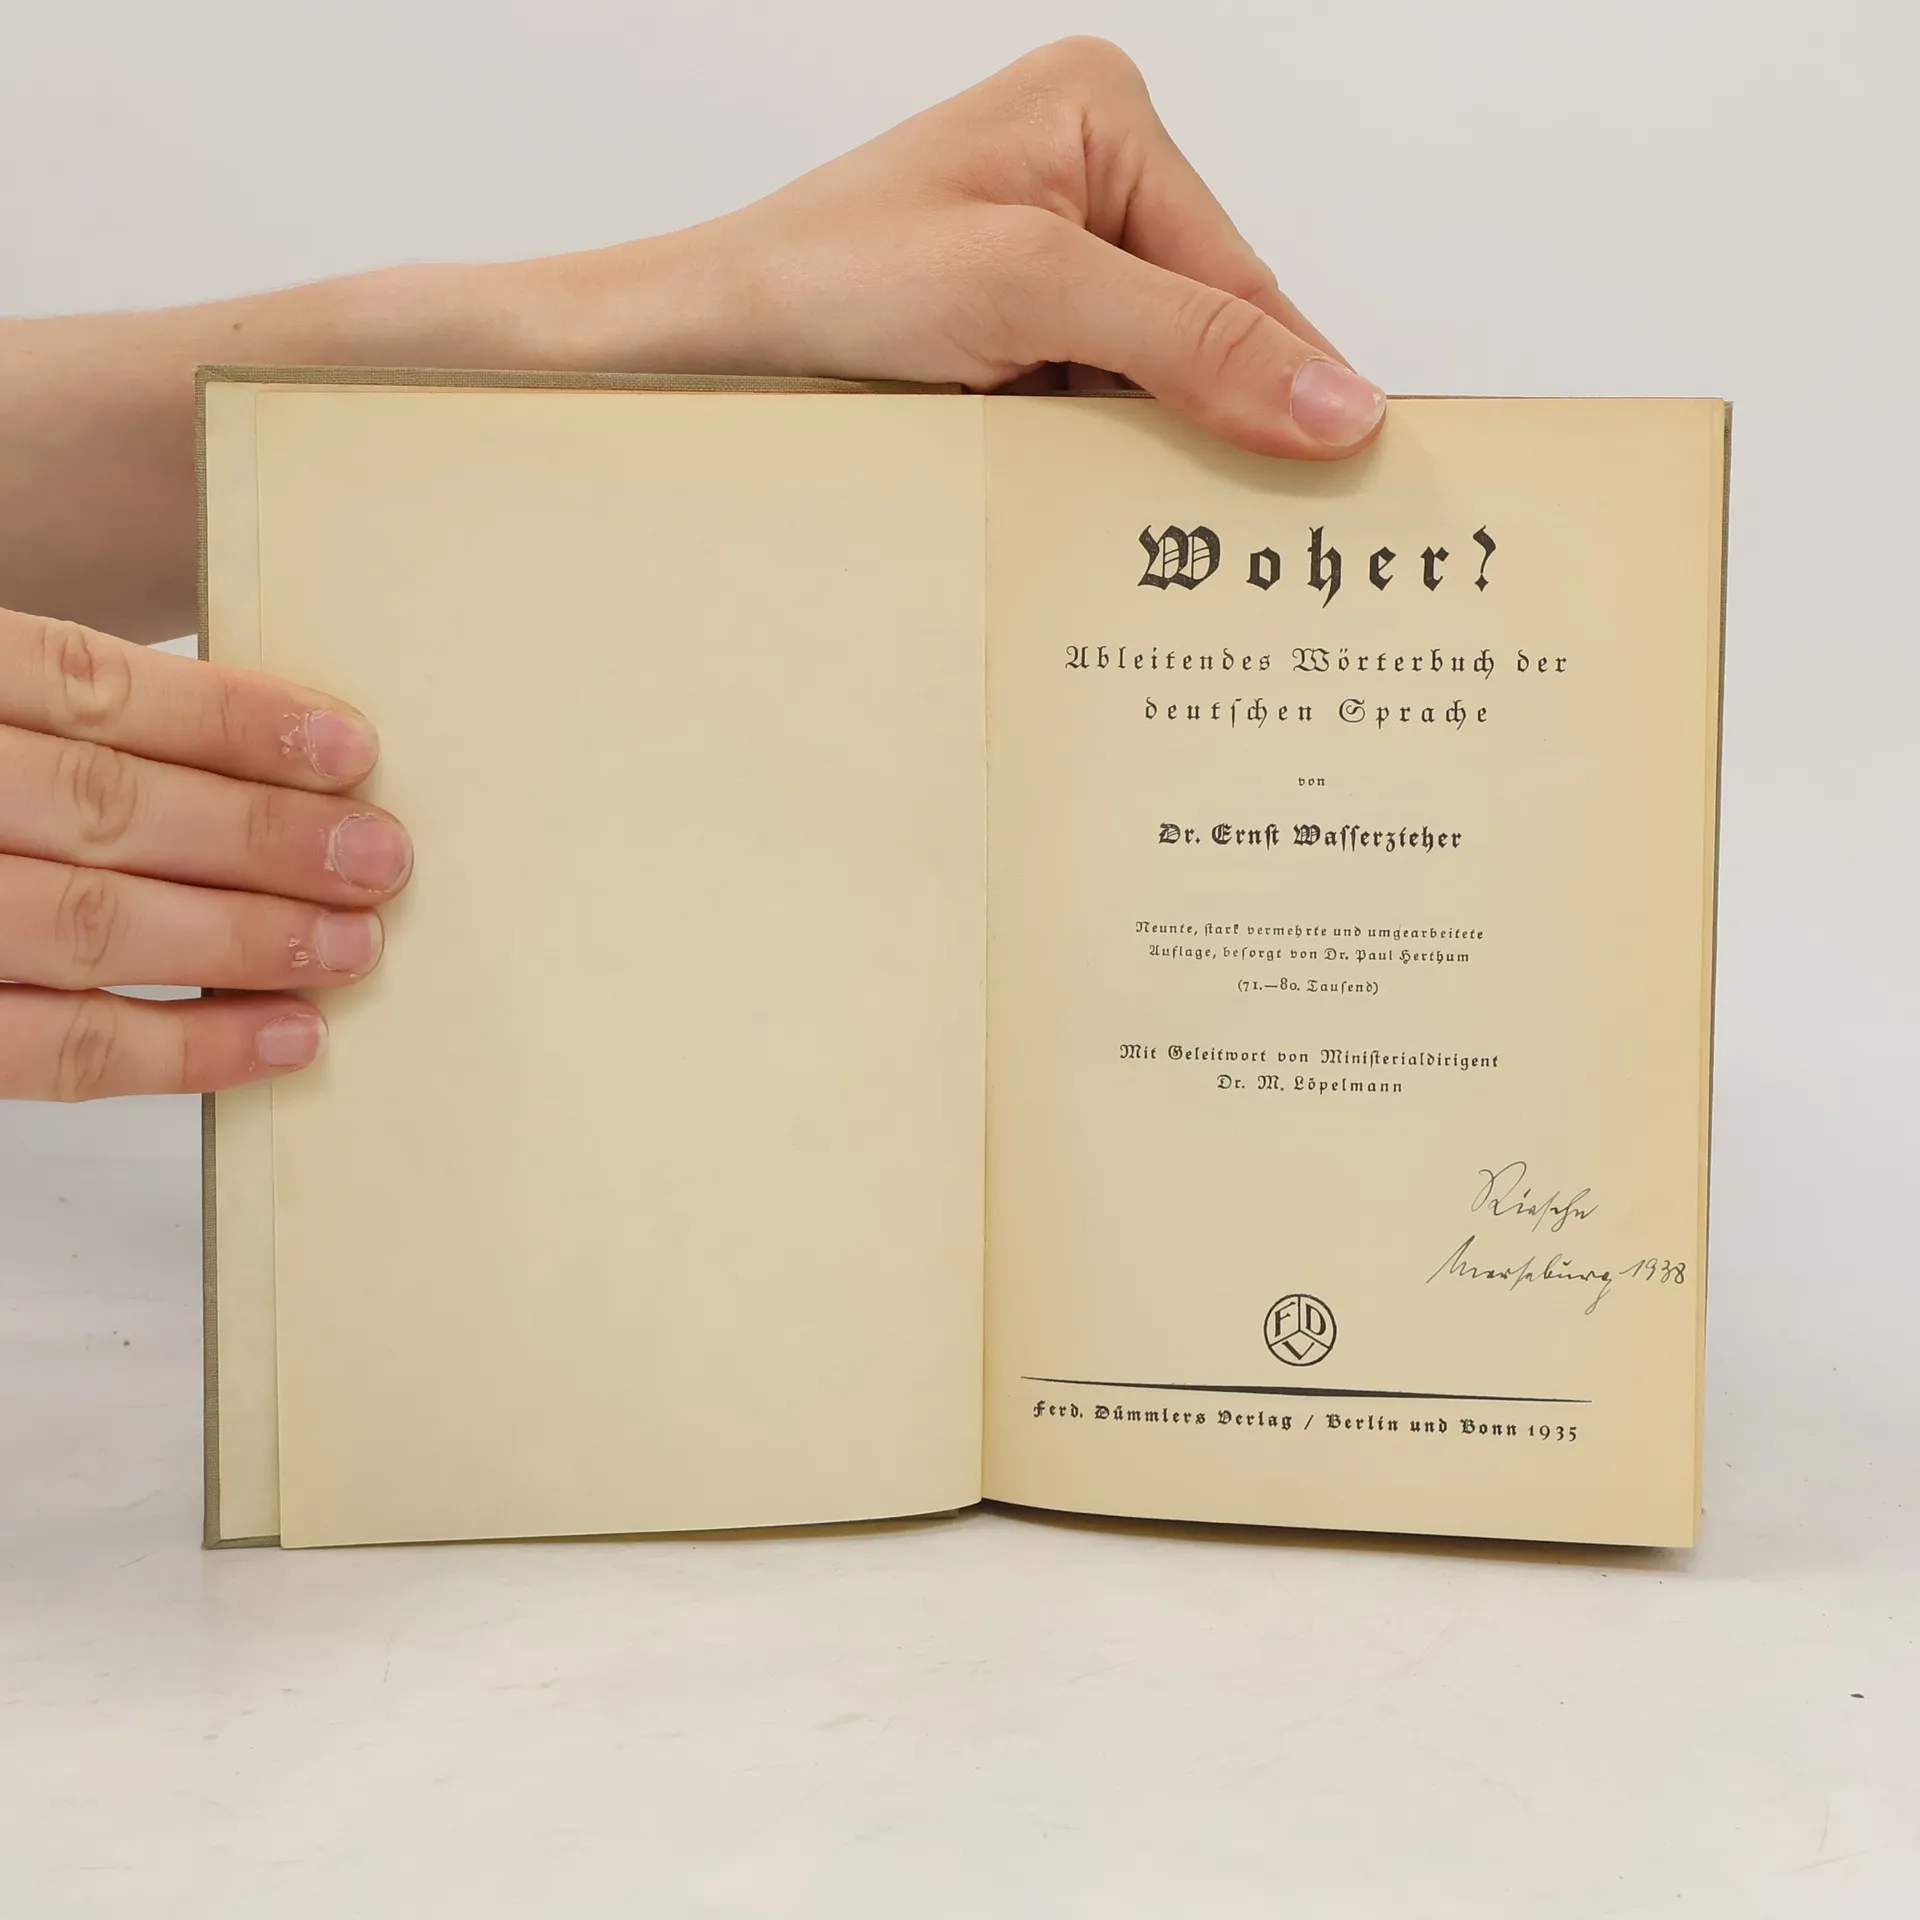 Woher?
Ableitendes Wörterbuch der
deutſchen Sprache
von
Dr. Ernſt Waſſerzieher
Neunte, ſtark vermehrte und umgearbeitete
Auflage, beſorgt von Dr. Paul Herthum
(71.—80. Tauſend)
Mit Geleitwort von Miniſterialdirigent
Dr. M. Löpelmann
Merseburg 1938
FDV
Ferd. Dümmlers Verlag / Berlin und Bonn 1935